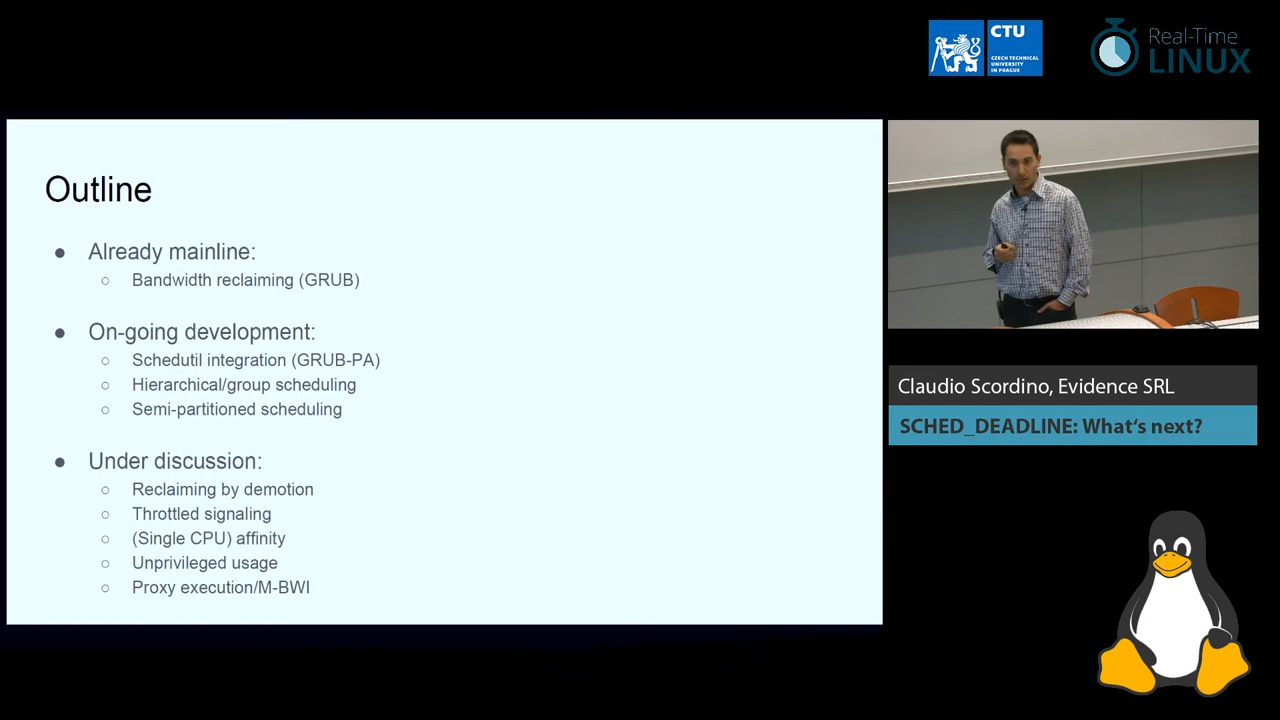 CTU
CZECH TECHNICAL
UNIVERSITY
IN PRAGUE
Real-Time
LINUX
Outline
● Already mainline:
○ Bandwidth reclaiming (GRUB)
● On-going development:
○ Schedutil integration (GRUB-PA)
○ Hierarchical/group scheduling
○ Semi-partitioned scheduling
● Under discussion:
○ Reclaiming by demotion
○ Throttled signaling
○ (Single CPU) affinity
○ Unprivileged usage
○ Proxy execution/M-BWI
Claudio Scordino, Evidence SRL
SCHED_DEADLINE: What's next?